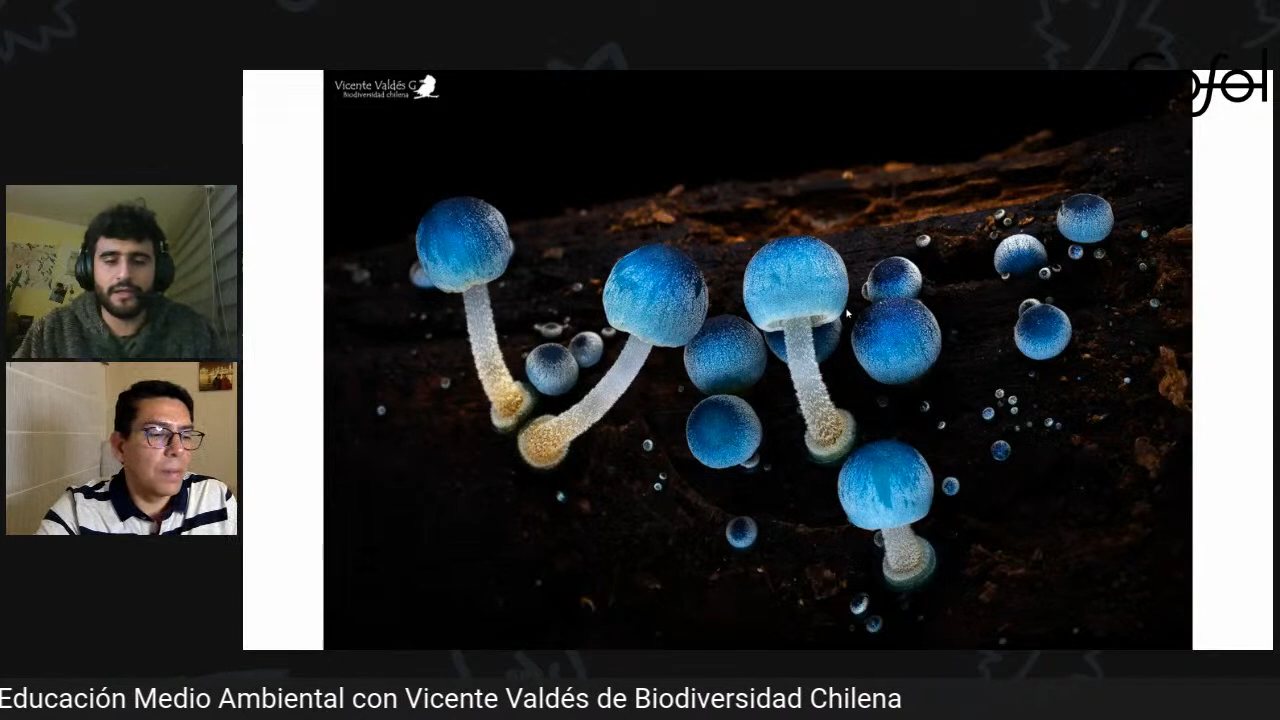 Vicente Valdés G
Biodiversidad chilena
Educación Medio Ambiental con Vicente Valdés de Biodiversidad Chilena